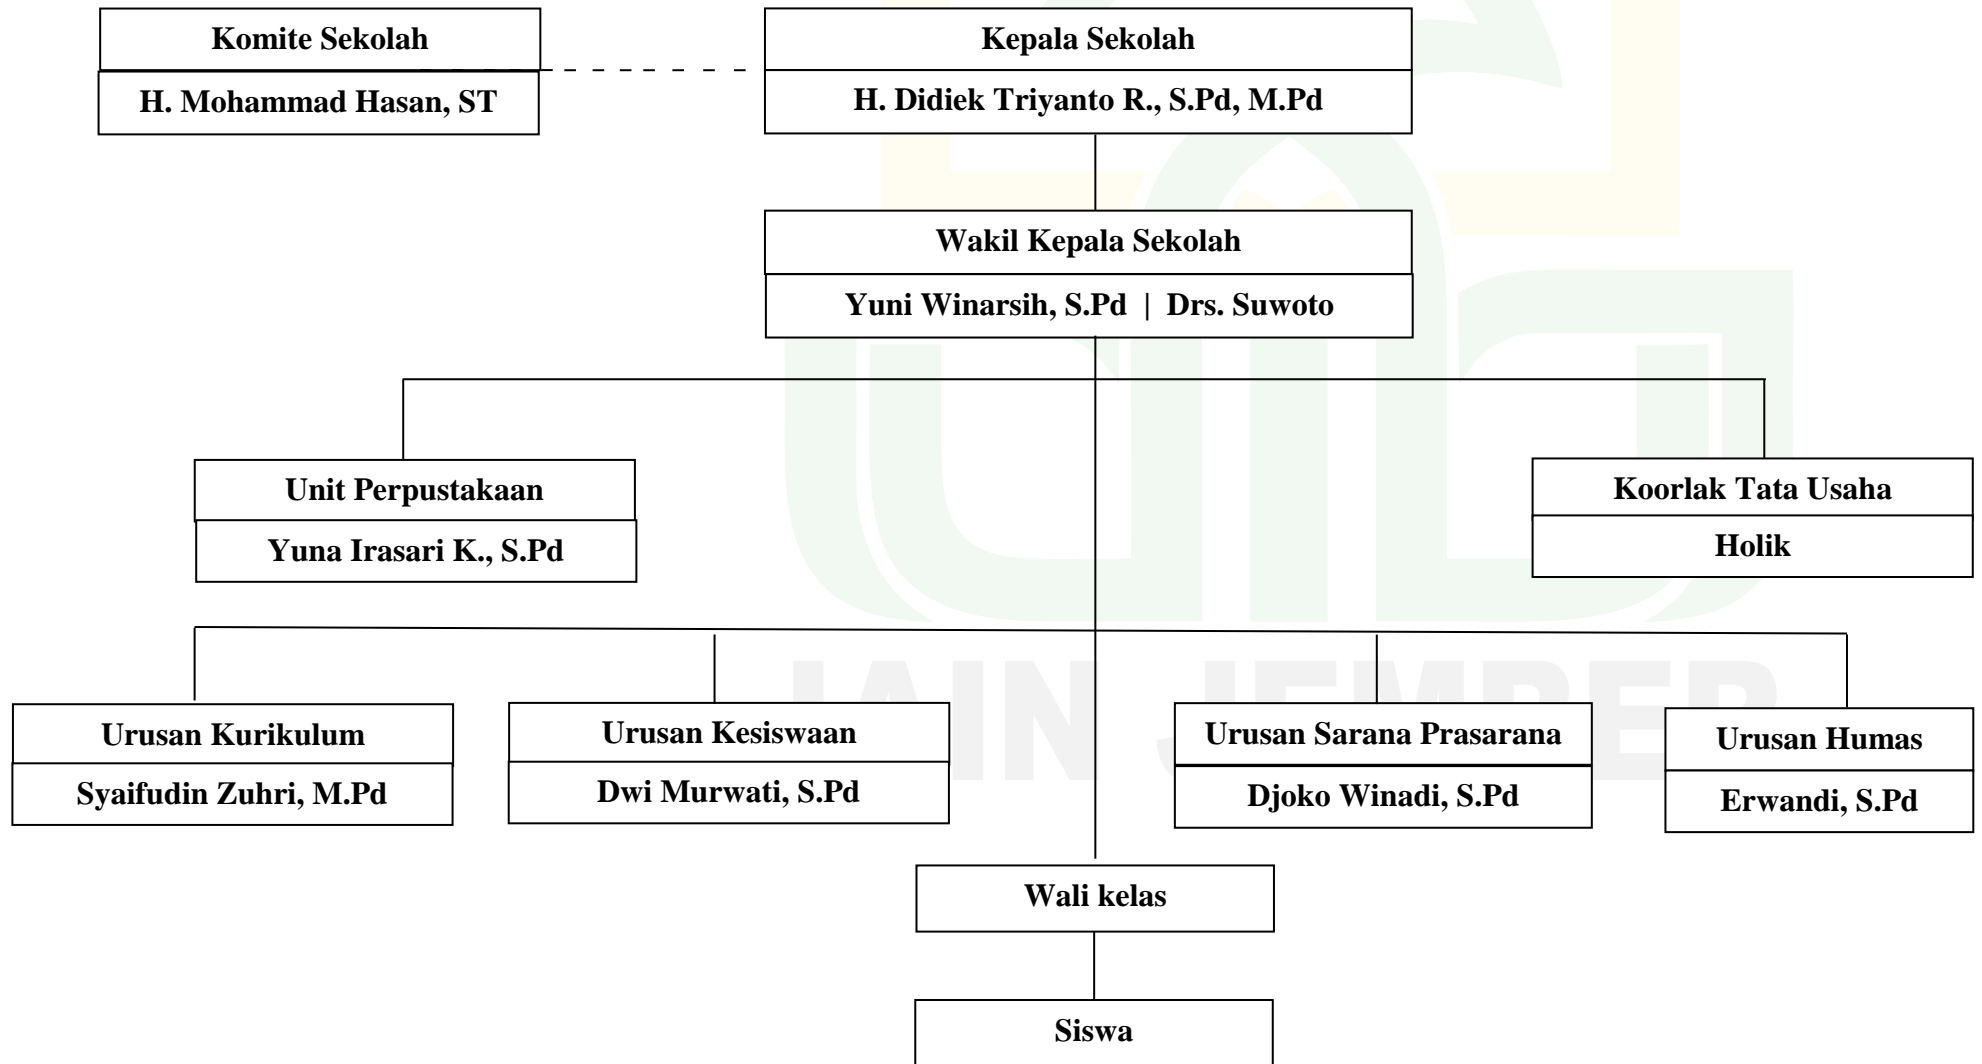 Komite Sekolah
H. Mohammad Hasan, ST
Kepala Sekolah
H. Didiek Triyanto R., S.Pd, M.Pd
Wakil Kepala Sekolah
Yuni Winarsih, S.Pd | Drs. Suwoto
Unit Perpustakaan
Yuna Irasari K., S.Pd
Koorlak Tata Usaha
Holik
Urusan Kurikulum
Syaifudin Zuhri, M.Pd
Urusan Kesiswaan
Dwi Murwati, S.Pd
Urusan Sarana Prasarana
Djoko Winadi, S.Pd
Urusan Humas
Erwandi, S.Pd
IAIN JEMBER
Wali kelas
Siswa